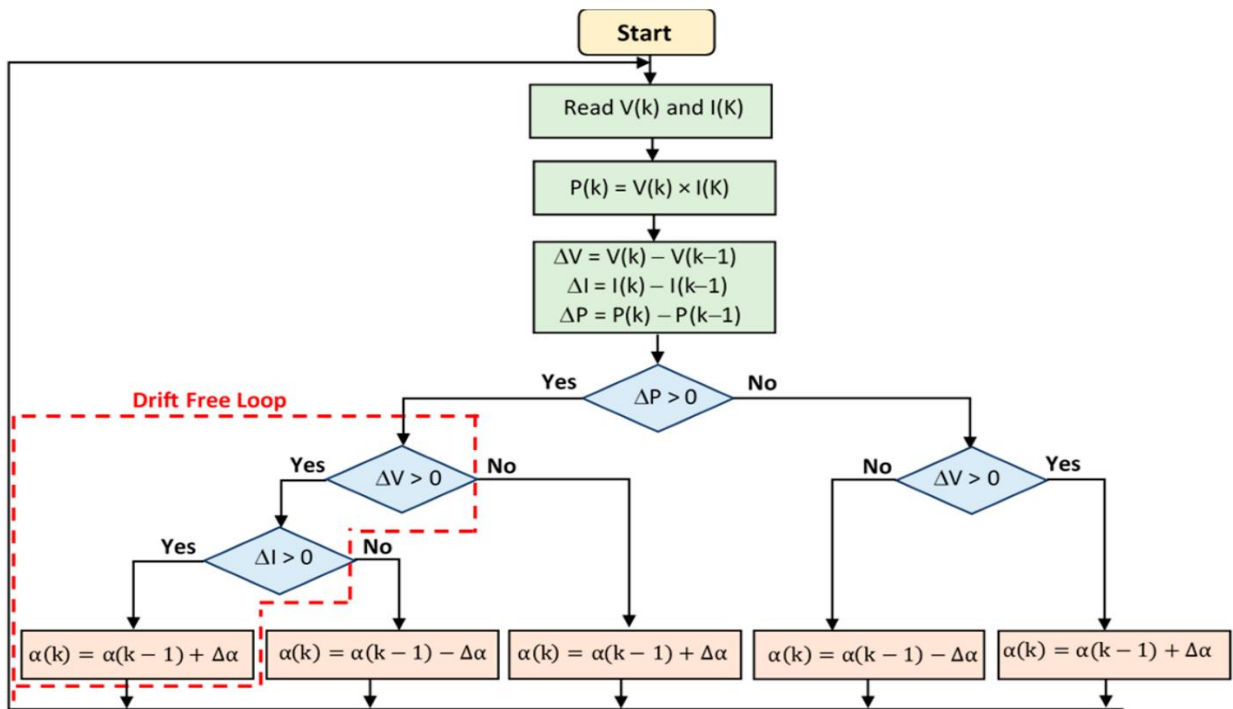 Start
Read V(k) and I(K)
P(k) = V(k) × I(K)
ΔV = V(k) – V(k–1)
ΔI = I(k) – I(k–1)
ΔP = P(k) – P(k–1)
Yes
ΔP > 0
No
Drift Free Loop
Yes
ΔV > 0
No
No
ΔV > 0
Yes
Yes
ΔI > 0
No
α(k) = α(k − 1) + Δα
α(k) = α(k − 1) − Δα
α(k) = α(k − 1) + Δα
α(k) = α(k − 1) − Δα
α(k) = α(k − 1) + Δα